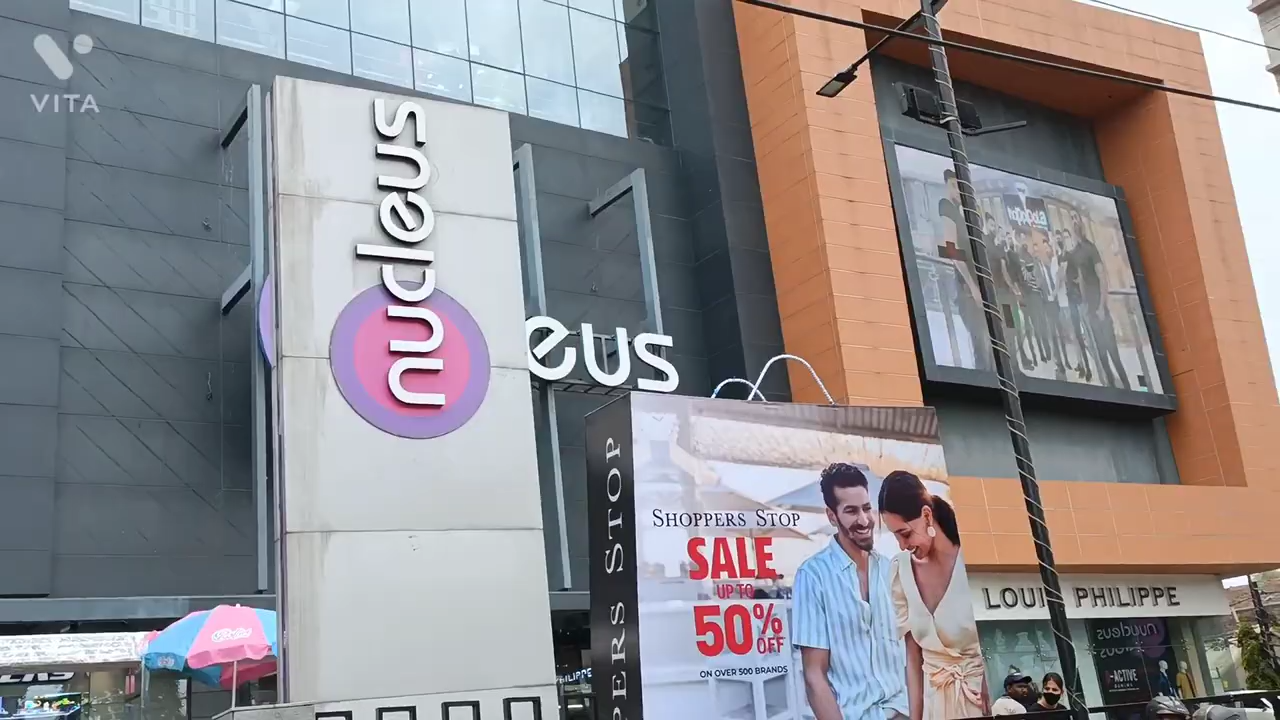 VITA
nucleus
eus
SHOPPERS STOP
SHOPPERS STOP
SALE
UP TO
50%
OFF
ON OVER 500 BRANDS
LOUIS PHILIPPE
nucleus
ACTIVE